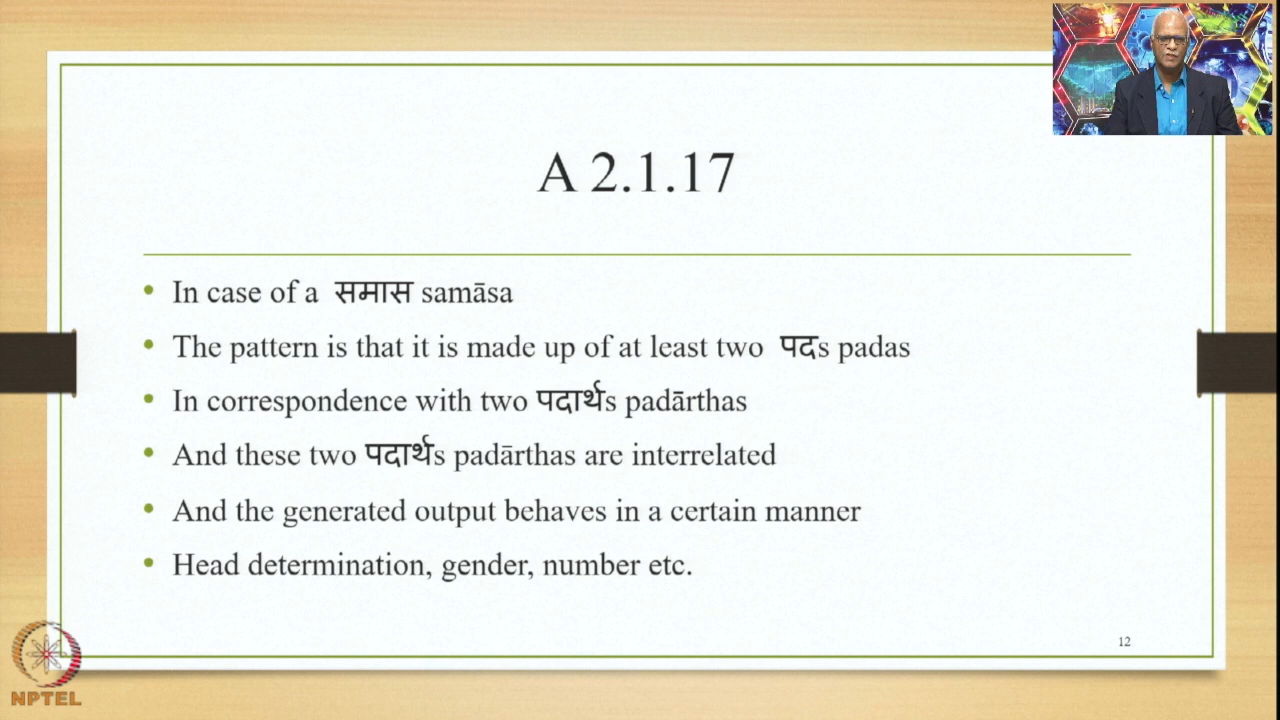 A 2.1.17
• In case of a समास samāsa
• The pattern is that it is made up of at least two पदs padas
• In correspondence with two पदार्थs padārthas
• And these two पदार्थs padārthas are interrelated
• And the generated output behaves in a certain manner
• Head determination, gender, number etc.
12
NPTEL